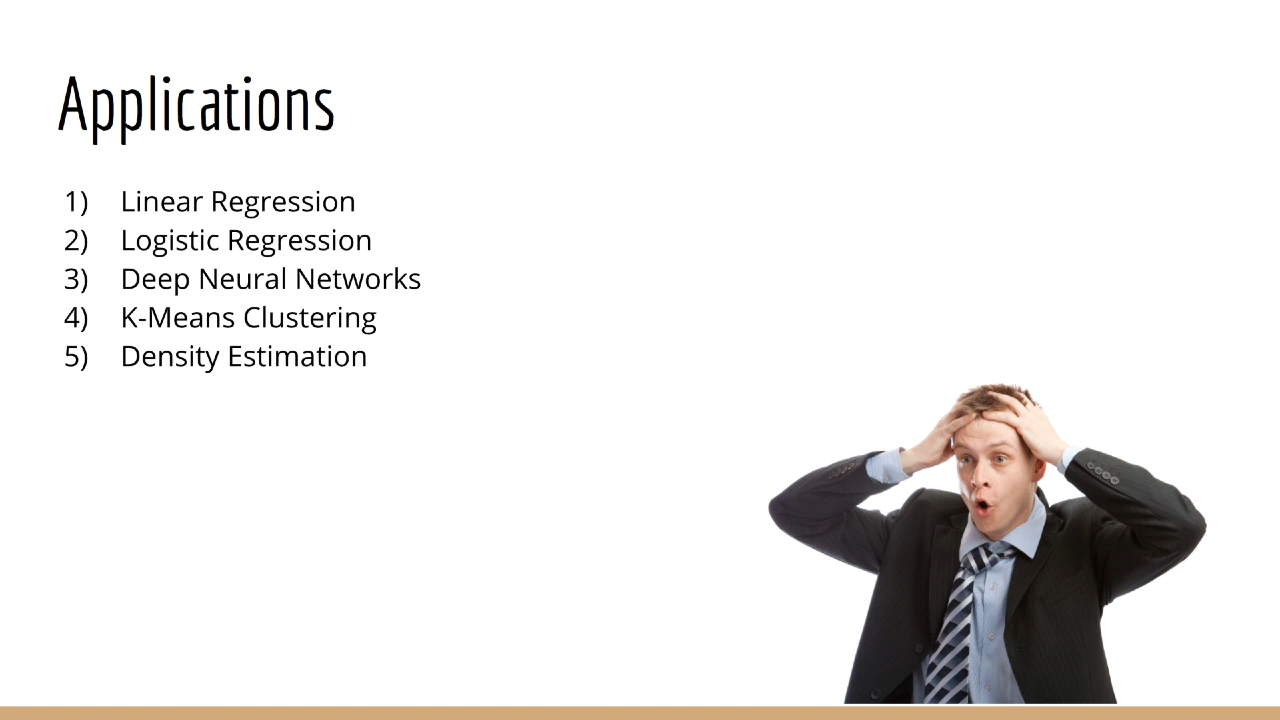 Applications
1) Linear Regression
2) Logistic Regression
3) Deep Neural Networks
4) K-Means Clustering
5) Density Estimation